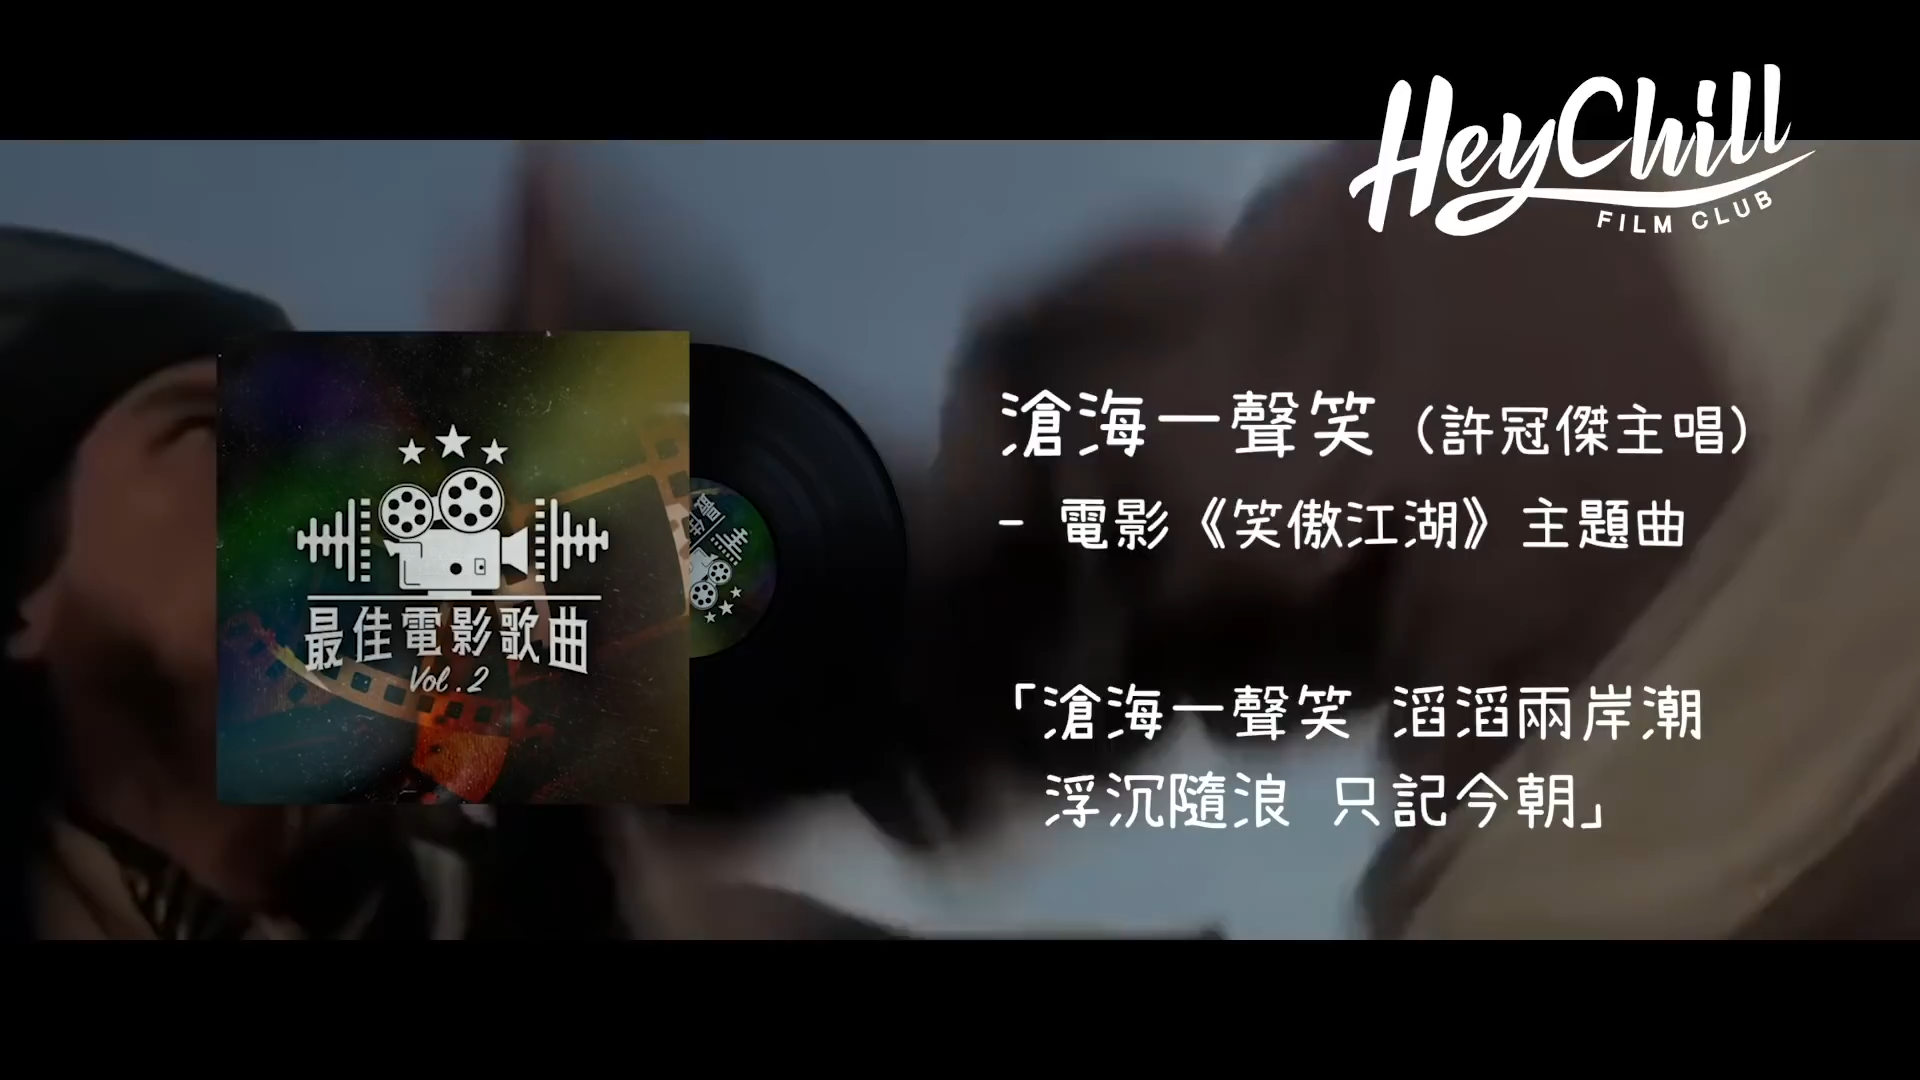 HeyChill
FILM CLUB
滄海一聲笑（許冠傑主唱）
- 電影《笑傲江湖》主題曲
最佳電影歌曲
Vol.2
「滄海一聲笑 滔滔兩岸潮
浮沉隨浪 只記今朝」